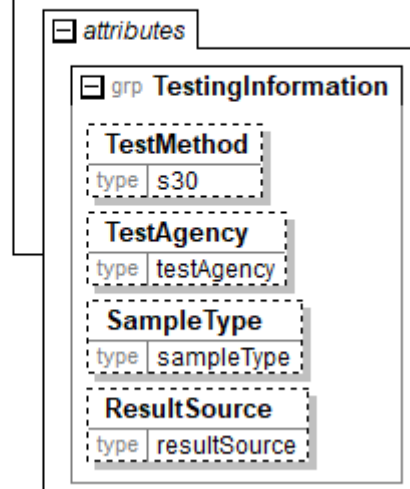 attributes
grp TestingInformation
TestMethod
type s30
TestAgency
type testAgency
SampleType
type sampleType
ResultSource
type resultSource